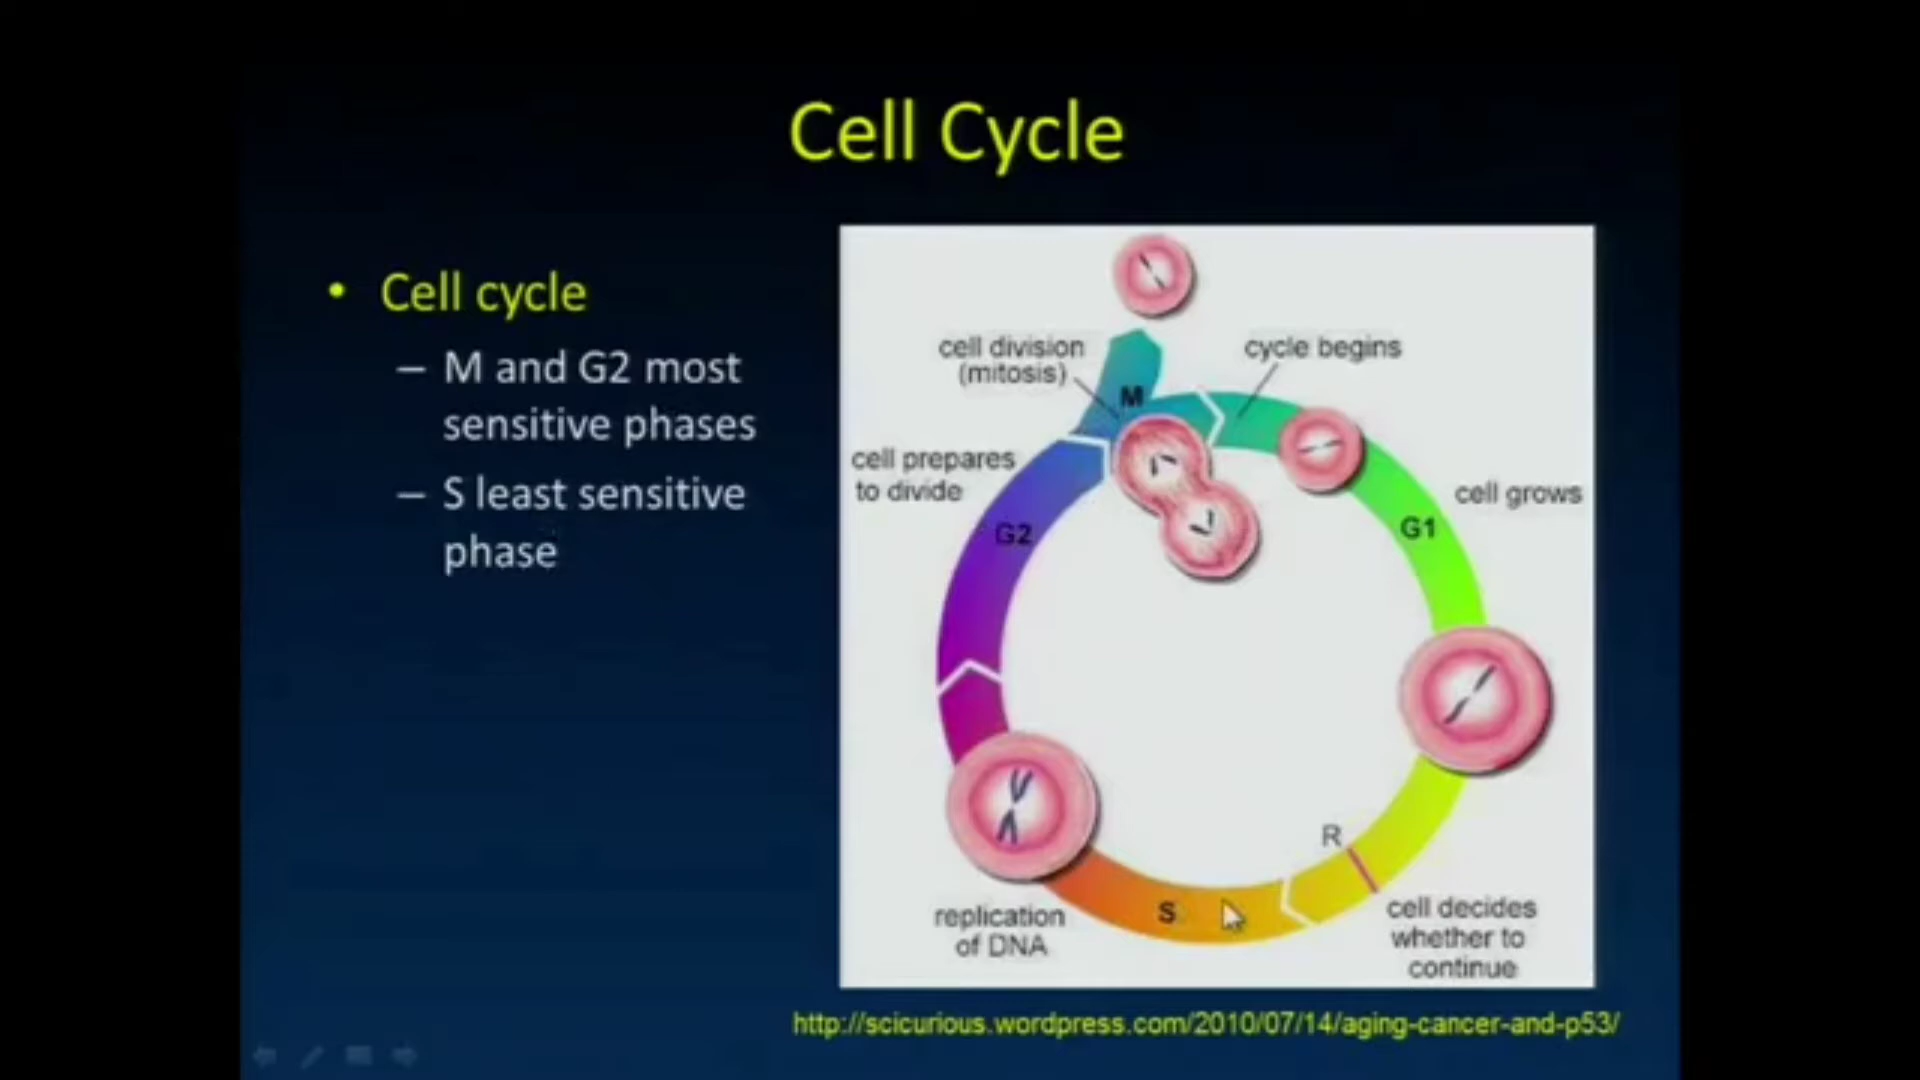 Cell Cycle
• Cell cycle
– M and G2 most
sensitive phases
– S least sensitive
phase
cell division
(mitosis)
cycle begins
M
cell prepares
to divide
cell grows
G2
G1
R
S
replication
of DNA
cell decides
whether to
continue
http://scicurious.wordpress.com/2010/07/14/aging-cancer-and-p53/